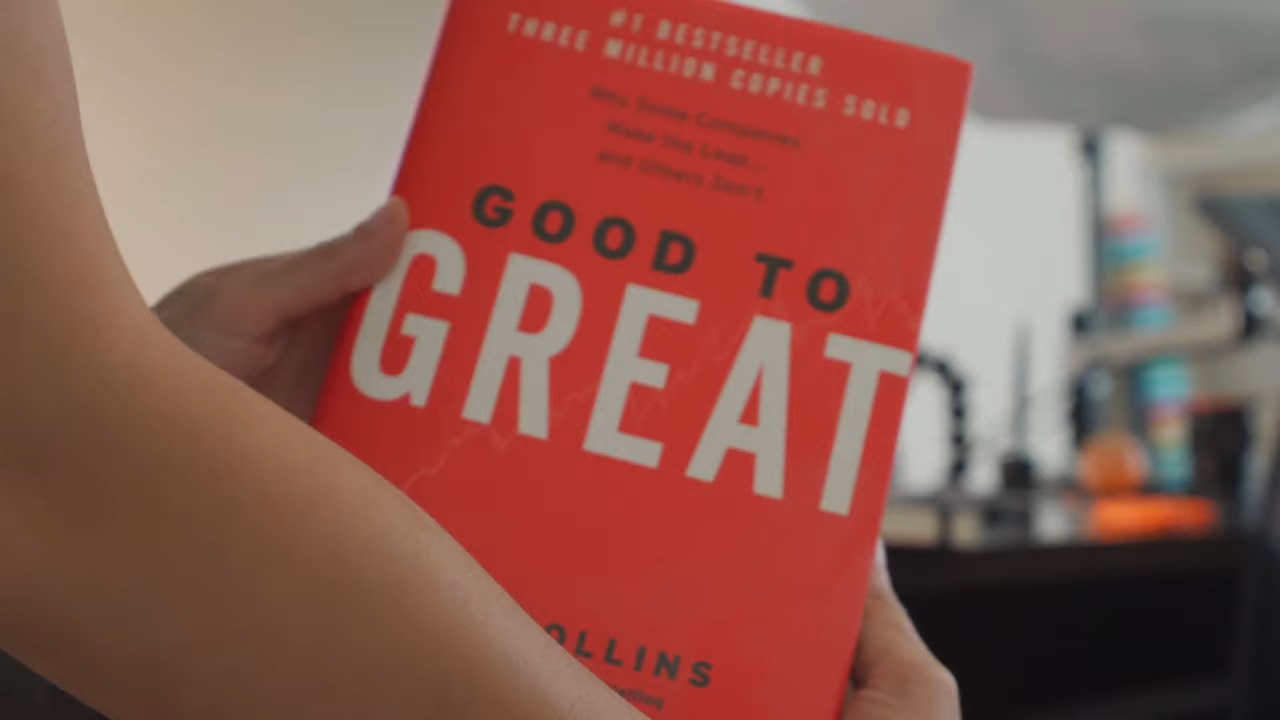 #1 BESTSELLER
THREE MILLION COPIES SOLD
Why Some Companies
Make the Leap...
and Others Don't
GOOD TO
GREAT
OLLINS